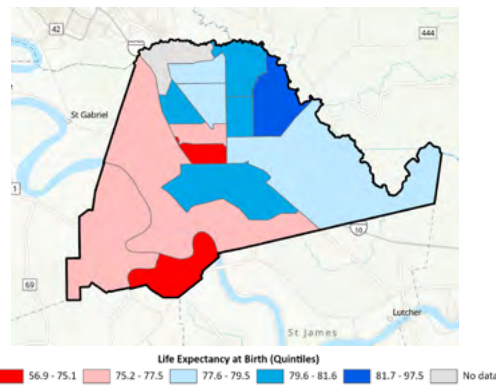 42
444
St Gabriel
1
10
69
Lutcher
St James
Life Expectancy at Birth (Quintiles)
56.9 - 75.1 75.2 - 77.5 77.6 - 79.5 79.6 - 81.6 81.7 - 97.5 No data